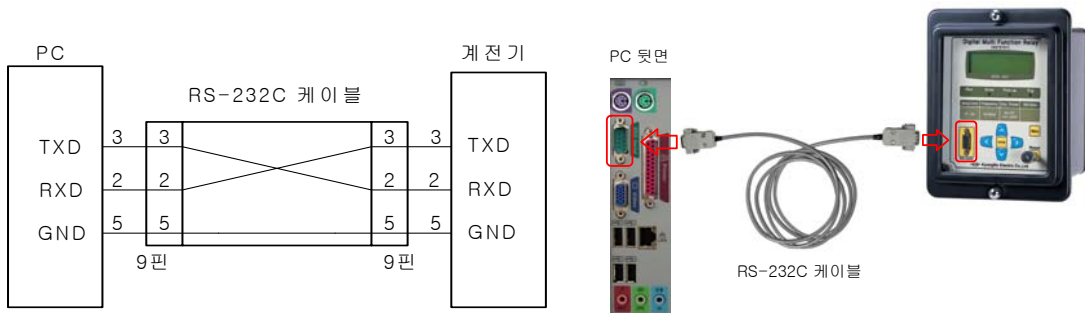 PC
계전기
RS-232C 케이블
TXD 3 3 3 3 TXD
RXD 2 2 2 2 RXD
GND 5 5 5 5 GND
9핀 9핀
PC 뒷면
Digital Multi Function Relay
RS-232C 케이블